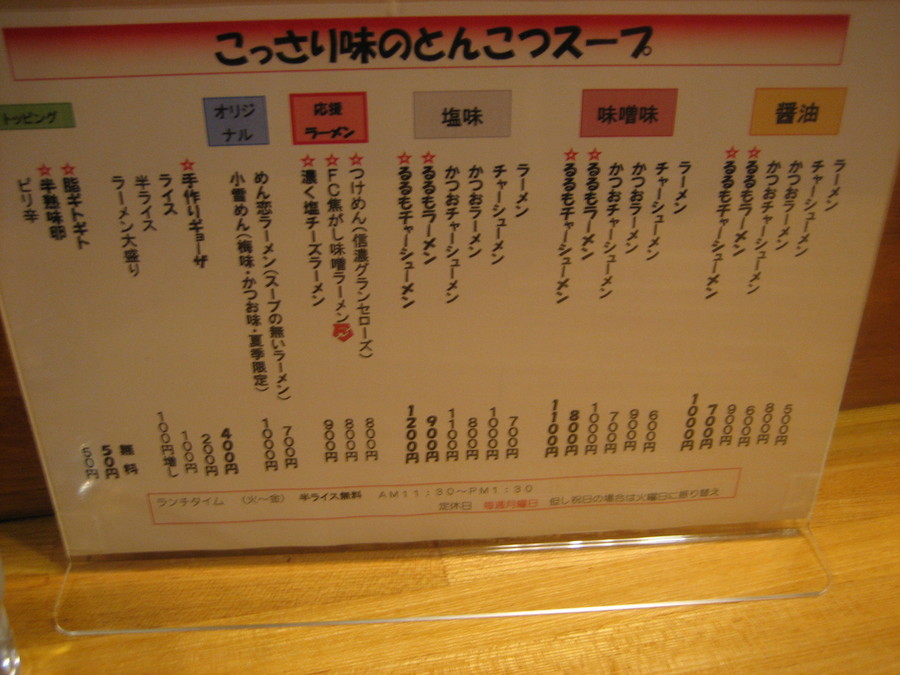 こっさり味のとんこつスープ
醤油
ラーメン 500円
チャーシューメン 800円
かつおラーメン 600円
かつおチャーシューメン 900円
☆るるもラーメン 700円
☆るるもチャーシューメン 1000円
味噌味
ラーメン 600円
チャーシューメン 900円
かつおラーメン 700円
かつおチャーシューメン 1000円
☆るるもラーメン 800円
☆るるもチャーシューメン 1100円
塩味
ラーメン 700円
チャーシューメン 1000円
かつおラーメン 800円
かつおチャーシューメン 1100円
☆るるもラーメン 900円
☆るるもチャーシューメン 1200円
応援
ラーメン
☆つけめん(信濃グランセローズ) 800円
☆FC焦がし味噌ラーメン 800円
☆濃く塩チーズラーメン 900円
オリジ
ナル
めん恋ラーメン(スープの無いラーメン) 700円
小雪めん(梅味・かつお味・夏季限定) 1000円
☆手作りギョーザ 400円
ライス 200円
半ライス 100円
ラーメン大盛り 100円増し
トッピング
☆脂ギトギト 無料
☆半熟味卵 50円
ピリ辛 50円
ランチタイム (火〜金) 半ライス無料 AM11:30〜PM1:30
定休日 毎週月曜日 但し祝日の場合は火曜日に振り替え